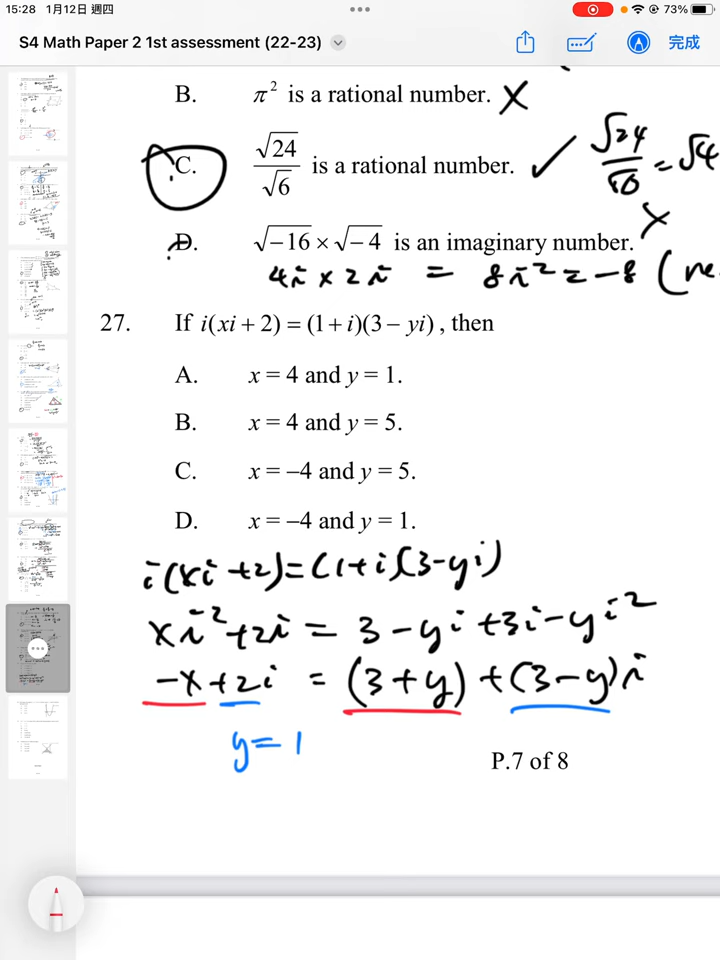 15:28 1月12日 週四
73%
S4 Math Paper 2 1st assessment (22-23)
完成
B. π² is a rational number. ×
C. √24/√6 is a rational number. ✓ √24/√6 = √4
D. √−16 × √−4 is an imaginary number. ×
4i × 2i = 8i² = −8 (
27. If i(xi + 2) = (1 + i)(3 − yi), then
A. x = 4 and y = 1.
B. x = 4 and y = 5.
C. x = −4 and y = 5.
D. x = −4 and y = 1.
i(xi + 2) = (1 + i)(3 − yi)
xi² + 2i = 3 − yi + 3i − yi²
−x + 2i = (3 + y) + (3 − y)i
y = 1
P.7 of 8